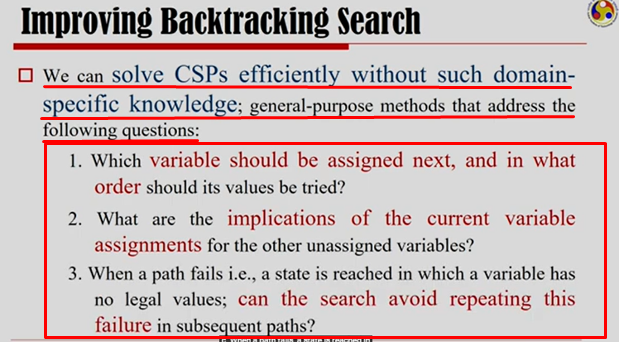 Improving Backtracking Search
We can solve CSPs efficiently without such domain-
specific knowledge; general-purpose methods that address the
following questions:
1. Which variable should be assigned next, and in what
order should its values be tried?
2. What are the implications of the current variable
assignments for the other unassigned variables?
3. When a path fails i.e., a state is reached in which a variable has
no legal values; can the search avoid repeating this
failure in subsequent paths?